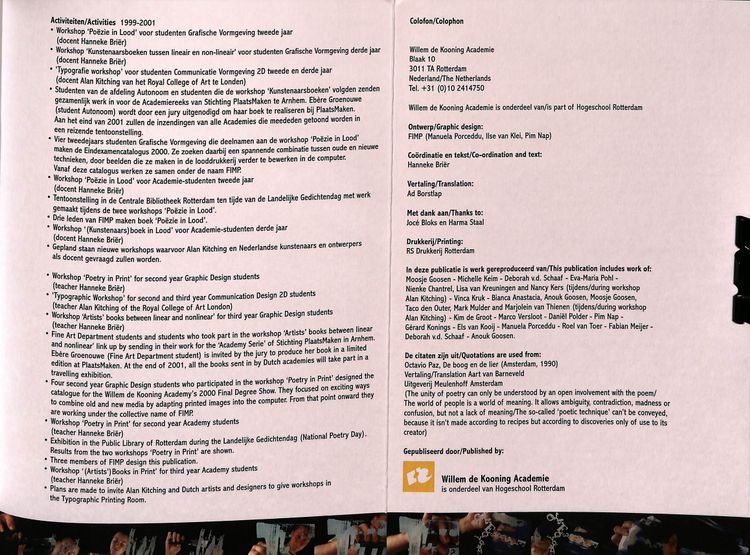 Activiteiten/Activities 1999-2001
• Workshop 'Poëzie in Lood' voor studenten Grafische Vormgeving tweede jaar
(docent Hanneke Briër)
• Workshop 'Kunstenaarsboeken tussen lineair en non-lineair' voor studenten Grafische Vormgeving derde jaar
(docent Hanneke Briër)
• 'Typografie workshop' voor studenten Communicatie Vormgeving 2D tweede en derde jaar
(docent Alan Kitching van het Royal College of Art te Londen)
• Studenten van de afdeling Autonoom en studenten die de workshop 'Kunstenaarsboeken' volgden zenden
gezamenlijk werk in voor de Academiereeks van Stichting PlaatsMaken te Arnhem. Ebère Groenouwe
(student Autonoom) wordt door een jury uitgenodigd om haar boek te realiseren bij PlaatsMaken.
Aan het eind van 2001 zullen de inzendingen van alle Academies die meededen getoond worden in
een reizende tentoonstelling.
• Vier tweedejaars studenten Grafische Vormgeving die deelnamen aan de workshop 'Poëzie in Lood'
maken de Eindexamencatalogus 2000. Ze zoeken daarbij een spannende combinatie tussen oude en nieuwe
technieken, door beelden die ze maken in de looddrukkerij verder te bewerken in de computer.
Vanaf deze catalogus werken ze samen onder de naam FIMP.
• Workshop 'Poëzie in Lood' voor Academie-studenten tweede jaar
(docent Hanneke Briër)
• Tentoonstelling in de Centrale Bibliotheek Rotterdam ten tijde van de Landelijke Gedichtendag met werk
gemaakt tijdens de twee workshops 'Poëzie in Lood'.
• Drie leden van FIMP maken boek 'Poëzie in Lood'.
• Workshop '(Kunstenaars)boek in Lood' voor Academie-studenten derde jaar
(docent Hanneke Briër)
• Gepland staan nieuwe workshops waarvoor Alan Kitching en Nederlandse kunstenaars en ontwerpers
als docent gevraagd zullen worden.
• Workshop 'Poetry in Print' for second year Graphic Design students
(teacher Hanneke Briër)
• 'Typographic Workshop' for second and third year Communication Design 2D students
(teacher Alan Kitching of the Royal College of Art London)
• Workshop 'Artists' books between linear and nonlinear' for third year Graphic Design students
(teacher Hanneke Briër)
• Fine Art Department students and students who took part in the workshop 'Artists' books between linear
and nonlinear' link up by sending in their work for the 'Academy Serie' of Stichting PlaatsMaken in Arnhem.
Ebère Groenouwe (Fine Art Department student) is invited by the jury to produce her book in a limited
edition at PlaatsMaken. At the end of 2001, all the books sent in by Dutch academies will take part in a
travelling exhibition.
• Four second year Graphic Design students who participated in the workshop 'Poetry in Print' designed the
catalogue for the Willem de Kooning Academy's 2000 Final Degree Show. They focused on exciting ways
to combine old and new media by adapting printed images into the computer. From that point onward they
are working under the collective name of FIMP.
• Workshop 'Poetry in Print' for second year Academy students
(teacher Hanneke Briër)
• Exhibition in the Public Library of Rotterdam during the Landelijke Gedichtendag (National Poetry Day).
Results from the two workshops 'Poetry in Print' are shown.
• Three members of FIMP design this publication.
• Workshop '(Artists')Books in Print' for third year Academy students
(teacher Hanneke Briër)
• Plans are made to invite Alan Kitching and Dutch artists and designers to give workshops in
the Typographic Printing Room.
Colofon/Colophon
Willem de Kooning Academie
Blaak 10
3011 TA Rotterdam
Nederland/The Netherlands
Tel. +31 (0)10 2414750
Willem de Kooning Academie is onderdeel van/is part of Hogeschool Rotterdam
Ontwerp/Graphic design:
FIMP (Manuela Porceddu, Ilse van Klei, Pim Nap)
Coördinatie en tekst/Co-ordination and text:
Hanneke Briër
Vertaling/Translation:
Ad Borstlap
Met dank aan/Thanks to:
Jocé Bloks en Harma Staal
Drukkerij/Printing:
RS Drukkerij Rotterdam
In deze publicatie is werk gereproduceerd van/This publication includes work of:
Moosje Goosen - Michelle Keim - Deborah v.d. Schaaf - Eva-Maria Pohl -
Nienke Chantrel, Lisa van Kreuningen and Nancy Kers (tijdens/during workshop
Alan Kitching) - Vinca Kruk - Bianca Anastacia, Anouk Goosen, Moosje Goosen,
Taco den Outer, Mark Mulder and Marjolein van Thienen (tijdens/during workshop
Alan Kitching) - Kim de Groot - Marco Versloot - Daniël Polder - Pim Nap -
Gérard Konings - Els van Kooij - Manuela Porceddu - Roel van Toer - Fabian Meijer -
Deborah v.d. Schaaf - Anouk Goosen.
De citaten zijn uit/Quotations are used from:
Octavio Paz, De boog en de lier (Amsterdam, 1990)
Vertaling/Translation Aart van Barneveld
Uitgeverij Meulenhoff Amsterdam
(The unity of poetry can only be understood by an open involvement with the poem/
The world of people is a world of meaning. It allows ambiguity, contradiction, madness or
confusion, but not a lack of meaning/The so-called 'poetic technique' can't be conveyed,
because it isn't made according to recipes but according to discoveries only of use to its
creator)
Gepubliseerd door/Published by:
Willem de Kooning Academie
is onderdeel van Hogeschool Rotterdam